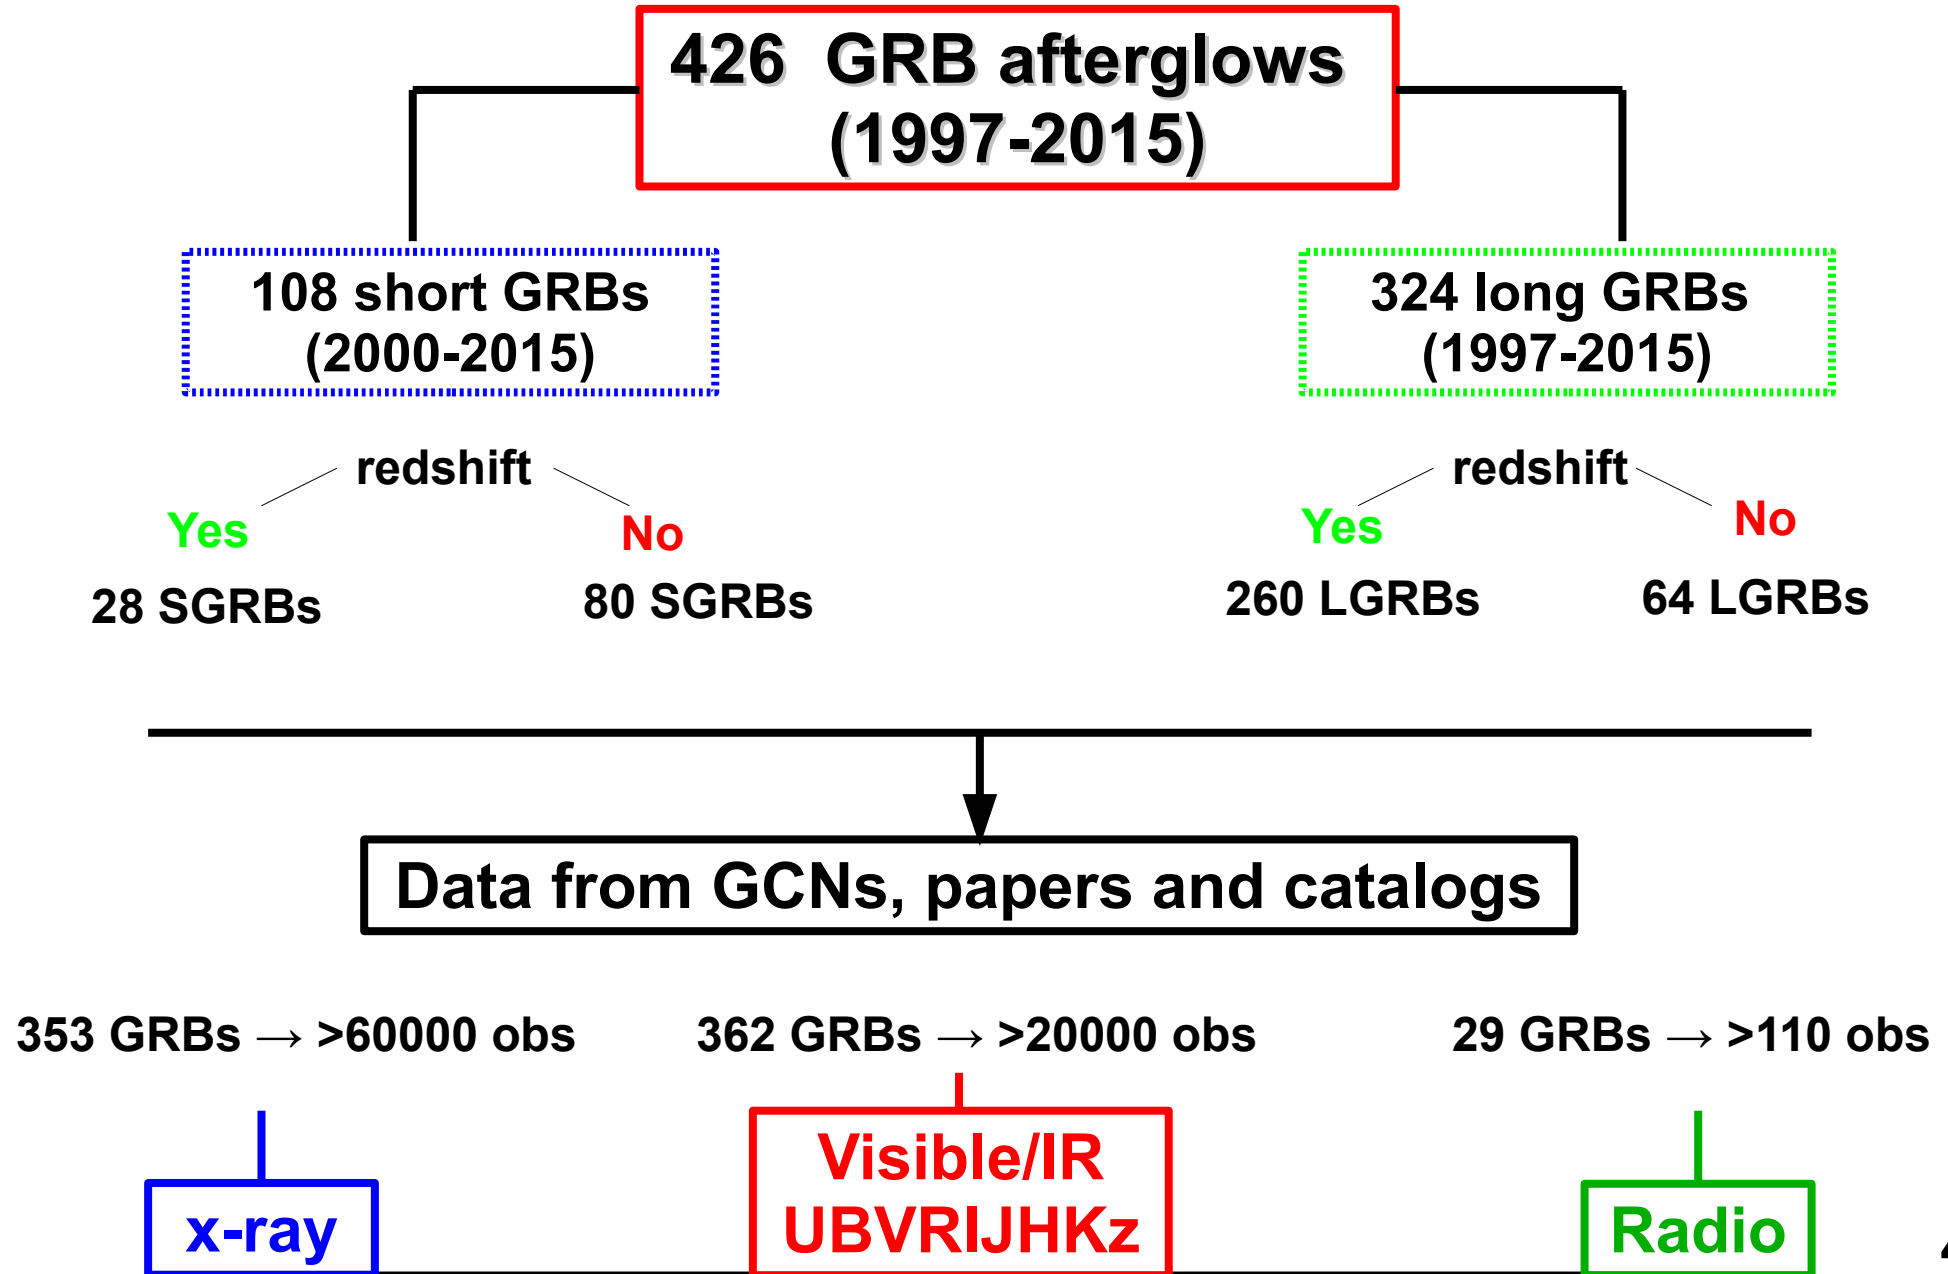 426 GRB afterglows
(1997-2015)
108 short GRBs
(2000-2015)
324 long GRBs
(1997-2015)
redshift
redshift
Yes
No
Yes
No
28 SGRBs
80 SGRBs
260 LGRBs
64 LGRBs
Data from GCNs, papers and catalogs
353 GRBs → >60000 obs
362 GRBs → >20000 obs
29 GRBs → >110 obs
x-ray
Visible/IR
UBVRIJHKz
Radio